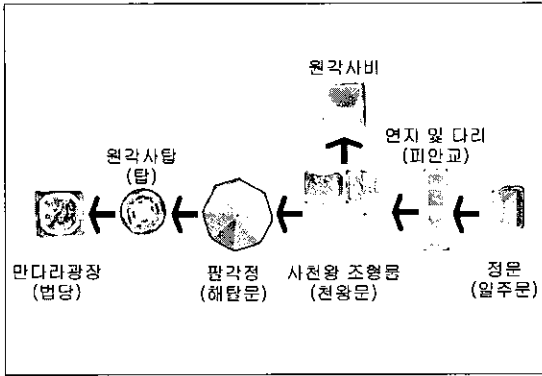 원각사비
연지 및 다리
(피안교)
원각사탑
(탑)
만다라광장
(법당)
팔각정
(해탈문)
사천왕 조형물
(천왕문)
정문
(일주문)